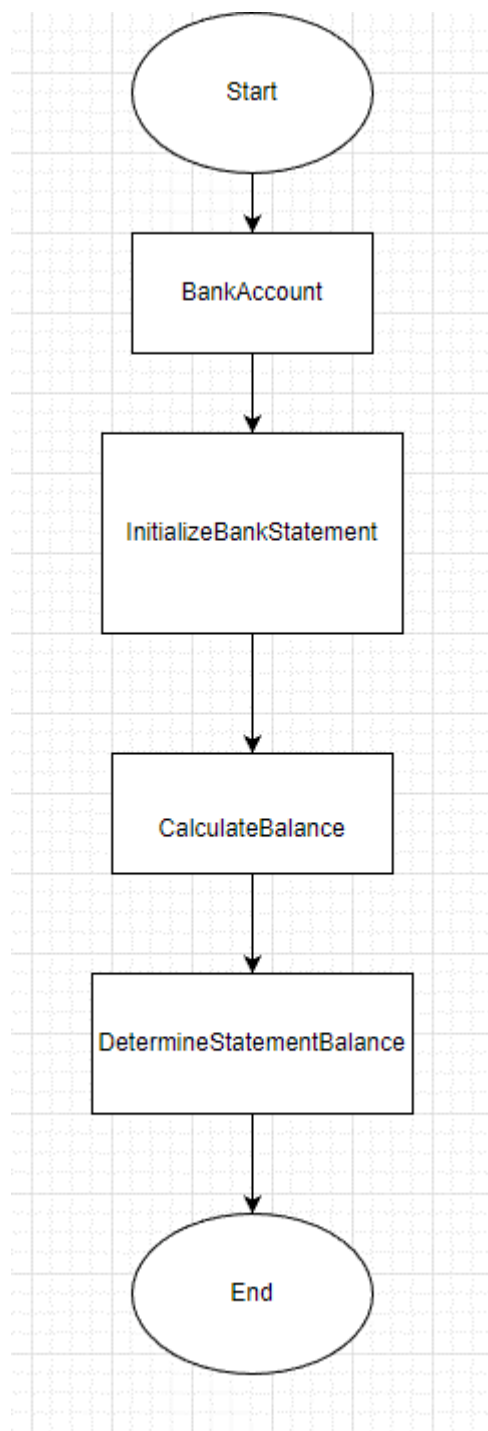 Start
BankAccount
InitializeBankStatement
CalculateBalance
DetermineStatementBalance
End